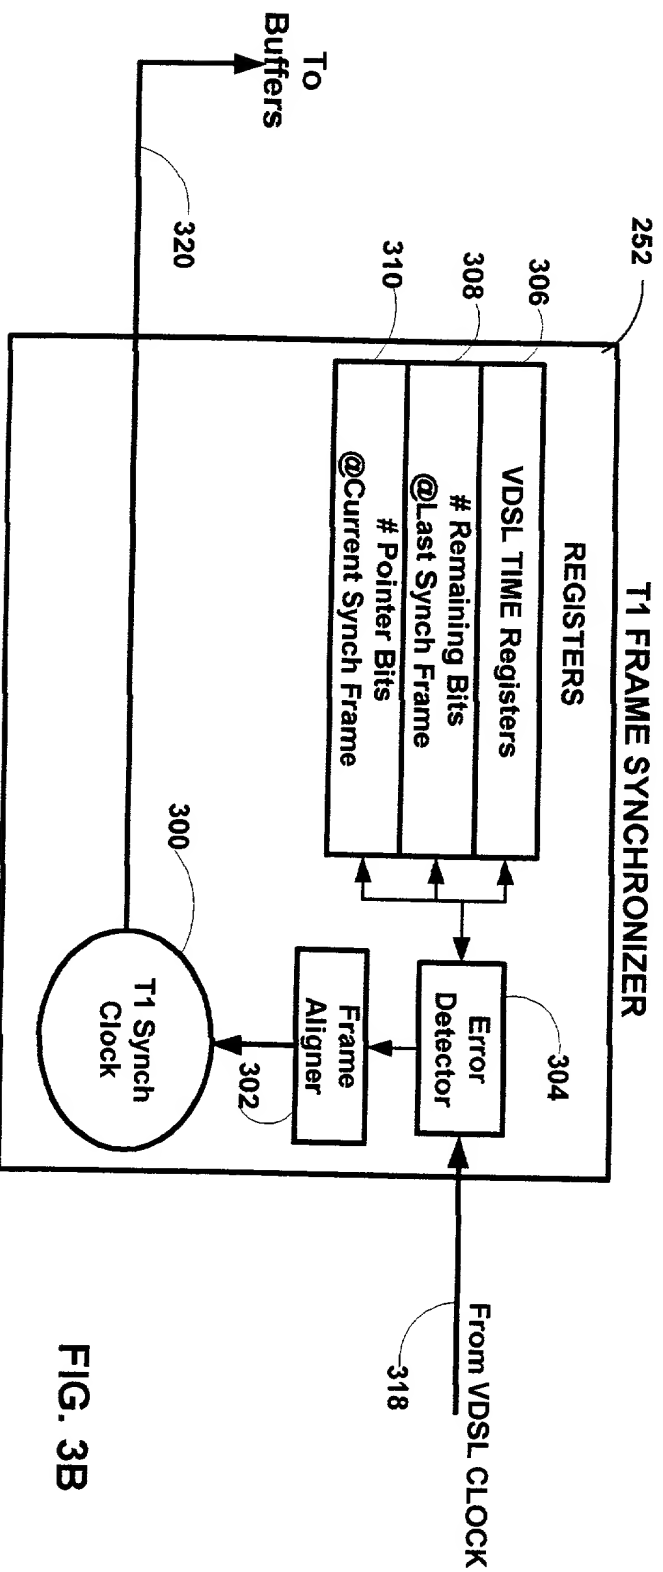 T1 FRAME SYNCHRONIZER
252
REGISTERS
306
VDSL TIME Registers
308
# Remaining Bits
@Last Synch Frame
310
# Pointer Bits
@Current Synch Frame
Error
Detector
304
From VDSL CLOCK
318
Frame
Aligner
302
To
Buffers
320
300
T1 Synch
Clock
FIG. 3B